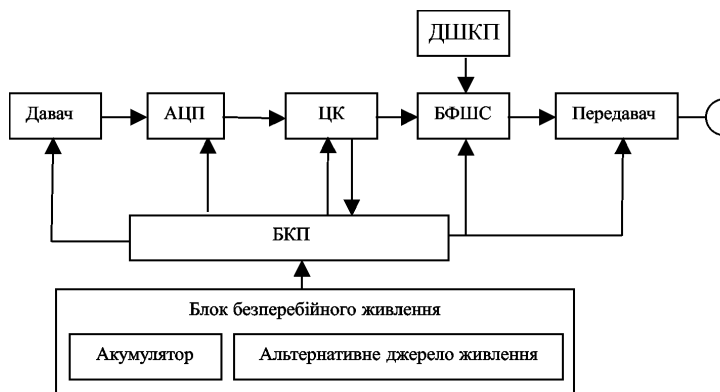 ДШКП
Давач
АЦП
ЦК
БФШС
Передавач
БКП
Блок безперебійного живлення
Акумулятор
Альтернативне джерело живлення